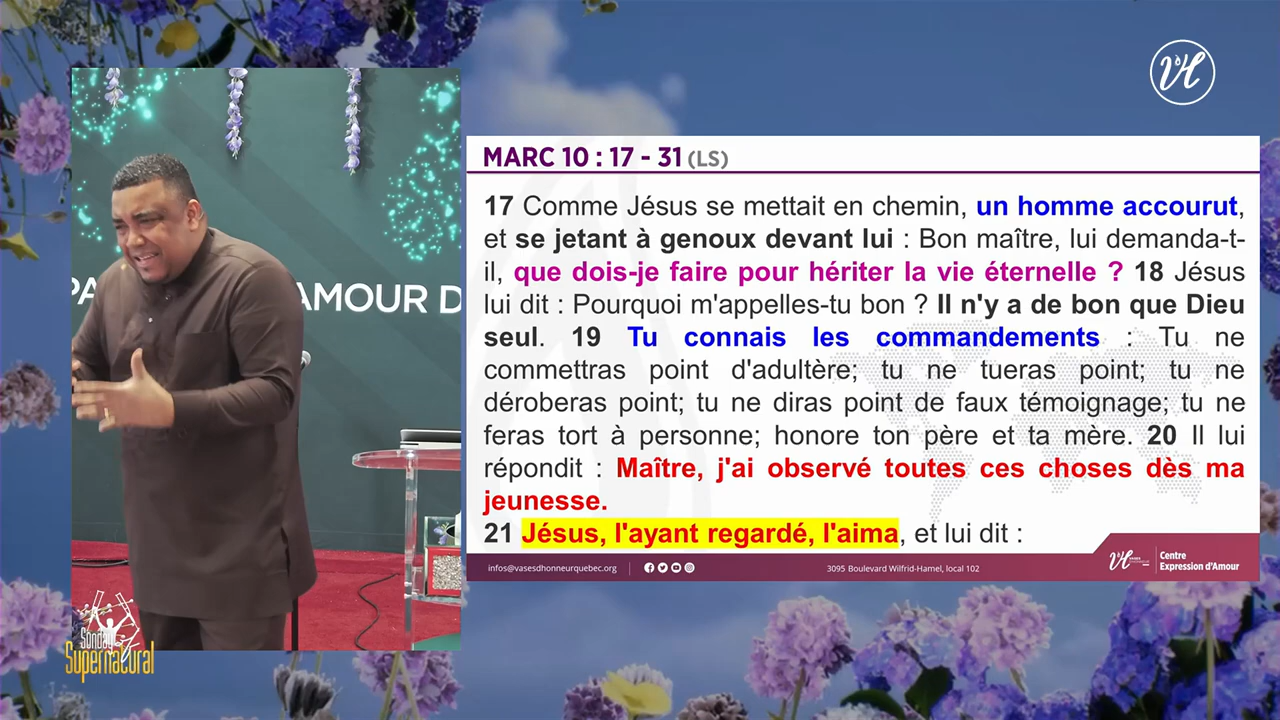 V'H
PA
AMOUR D
MARC 10 : 17 - 31 (LS)
17 Comme Jésus se mettait en chemin, un homme accourut,
et se jetant à genoux devant lui : Bon maître, lui demanda-t-
il, que dois-je faire pour hériter la vie éternelle ? 18 Jésus
lui dit : Pourquoi m'appelles-tu bon ? Il n'y a de bon que Dieu
seul. 19 Tu connais les commandements : Tu ne
commettras point d'adultère; tu ne tueras point; tu ne
déroberas point; tu ne diras point de faux témoignage; tu ne
feras tort à personne; honore ton père et ta mère. 20 Il lui
répondit : Maître, j'ai observé toutes ces choses dès ma
jeunesse.
21 Jésus, l'ayant regardé, l'aima, et lui dit :
infos@vasesdhonneurquebec.org
3095 Boulevard Wilfrid-Hamel, local 102
V'H
Centre
Expression d'Amour
Sunday
Supernatural